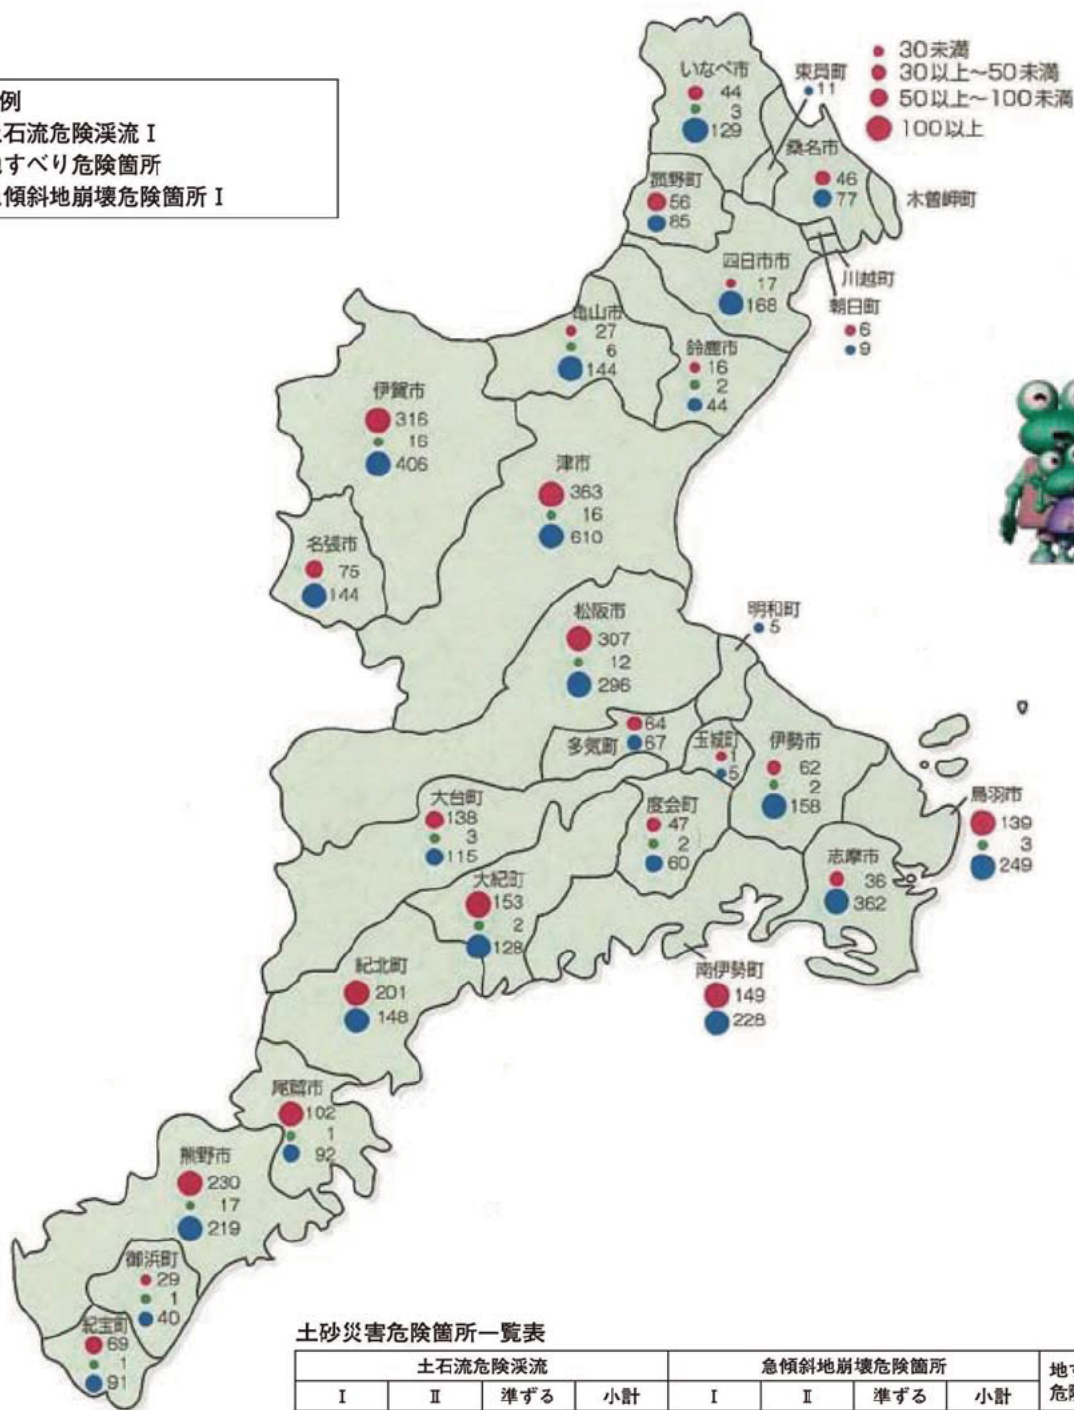 例
土石流危険渓流Ⅰ
地すべり危険箇所
急傾斜地崩壊危険箇所Ⅰ
30未満
30以上～50未満
50以上～100未満
100以上
いなべ市
44
3
129
東員町
11
桑名市
46
77
木曽岬町
菰野町
56
85
四日市市
17
168
川越町
朝日町
6
9
亀山市
27
6
144
鈴鹿市
16
2
44
伊賀市
316
16
406
津市
363
16
610
名張市
75
144
松阪市
307
12
296
明和町
5
多気町
64
67
玉城町
1
5
伊勢市
62
2
158
鳥羽市
139
3
249
大台町
138
3
115
度会町
47
2
60
志摩市
36
362
大紀町
153
2
128
南伊勢町
149
228
紀北町
201
148
尾鷲市
102
1
92
熊野市
230
17
219
御浜町
29
1
40
紀宝町
69
1
91
土砂災害危険箇所一覧表
土石流危険渓流 急傾斜地崩壊危険箇所
Ⅰ Ⅱ 準ずる 小計 Ⅰ Ⅱ 準ずる 小計